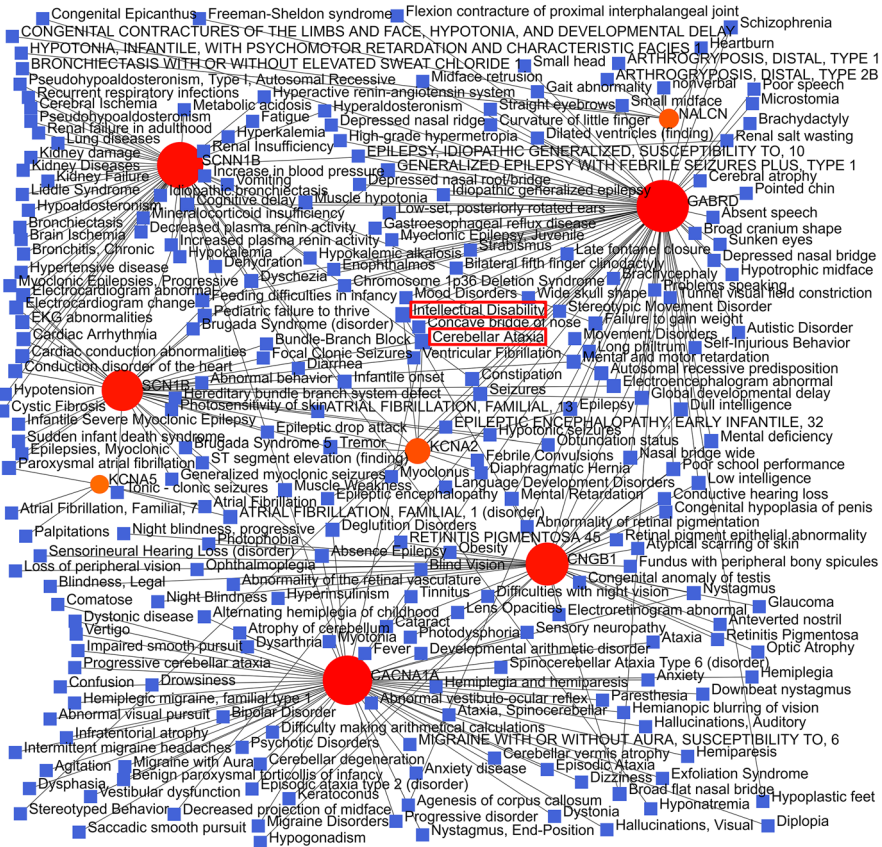 Congenital Epicanthus
Freeman-Sheldon syndrome
Flexion contracture of proximal interphalangeal joint
Schizophrenia
CONGENITAL CONTRACTURES OF THE LIMBS AND FACE, HYPOTONIA, AND DEVELOPMENTAL DELAY
Heartburn
HYPOTONIA, INFANTILE, WITH PSYCHOMOTOR RETARDATION AND CHARACTERISTIC FACIES 1
ARTHROGRYPOSIS, DISTAL, TYPE 1
BRONCHIECTASIS WITH OR WITHOUT ELEVATED SWEAT CHLORIDE 1
Small head
ARTHROGRYPOSIS, DISTAL, TYPE 2B
Pseudohypoaldosteronism, Type I, Autosomal Recessive
Midface retrusion
Gait abnormality
nonverbal
Poor speech
Recurrent respiratory infections
Hyperactive renin-angiotensin system
Microstomia
Cerebral Ischemia
Metabolic acidosis
Hyperaldosteronism
Straight eyebrows
Small midface
NALCN
Pseudohypoaldosteronism
Fatigue
Depressed nasal ridge
Curvature of little finger
Brachydactyly
Renal failure in adulthood
Hyperkalemia
High-grade hypermetropia
Dilated ventricles (finding)
Renal salt wasting
Lung diseases
Renal Insufficiency
EPILEPSY, IDIOPATHIC GENERALIZED, SUSCEPTIBILITY TO, 10
Kidney damage
SCNN1B
Kidney Diseases
Increase in blood pressure
GENERALIZED EPILEPSY WITH FEBRILE SEIZURES PLUS, TYPE 1
Kidney Failure
Vomiting
Depressed nasal root/bridge
Cerebral atrophy
Liddle Syndrome
Idiopathic bronchiectasis
Idiopathic generalized epilepsy
Pointed chin
Cognitive delay
Muscle hypotonia
GABRD
Hypoaldosteronism
Mineralocorticoid insufficiency
Low-set, posteriorly rotated ears
Absent speech
Bronchiectasis
Decreased plasma renin activity
Gastroesophageal reflux disease
Broad cranium shape
Brain Ischemia
Increased plasma renin activity
Myoclonic Epilepsy, Juvenile
Sunken eyes
Bronchitis, Chronic
Hypokalemia
Hypokalemic alkalosis
Strabismus
Late fontanel closure
Depressed nasal bridge
Hypertensive disease
Dehydration
Enophthalmos
Bilateral fifth finger clinodactyly
Hypotrophic midface
Myoclonic Epilepsies, Progressive
Dyschezia
Chromosome 1p36 Deletion Syndrome
Brachycephaly
Problems speaking
Electrocardiogram abnormal
Feeding difficulties in infancy
Mood Disorders
Wide skull shape
Tunnel visual field constriction
Electrocardiogram change
Pediatric failure to thrive
Intellectual Disability
Stereotypic Movement Disorder
EKG abnormalities
Brugada Syndrome (disorder)
Concave bridge of nose
Failure to gain weight
Cardiac Arrhythmia
Bundle-Branch Block
Cerebellar Ataxia
Movement Disorders
Autistic Disorder
Cardiac conduction abnormalities
Focal Clonic Seizures
Ventricular Fibrillation
Long philtrum
Self-Injurious Behavior
Conduction disorder of the heart
Diarrhea
Mental and motor retardation
Autosomal recessive predisposition
Hypotension
SCN1B
Abnormal behavior
Infantile onset
Constipation
Electroencephalogram abnormal
Hereditary bundle branch system defect
Seizures
Global developmental delay
Cystic Fibrosis
Photosensitivity of skin
ATRIAL FIBRILLATION, FAMILIAL, 13
Epilepsy
Dull intelligence
Infantile Severe Myoclonic Epilepsy
Epileptic drop attack
EPILEPTIC ENCEPHALOPATHY, EARLY INFANTILE, 32
Sudden infant death syndrome
Brugada Syndrome 5
Tremor
KCNA2
Hypotonic seizures
Obtundation status
Mental deficiency
Epilepsies, Myoclonic
ST segment elevation (finding)
Febrile Convulsions
Nasal bridge wide
Paroxysmal atrial fibrillation
Generalized myoclonic seizures
Myoclonus
Diaphragmatic Hernia
Poor school performance
KCNA5
Tonic - clonic seizures
Muscle Weakness
Language Development Disorders
Low intelligence
Atrial Fibrillation
Epileptic encephalopathy
Mental Retardation
Conductive hearing loss
Atrial Fibrillation, Familial, 7
ATRIAL FIBRILLATION, FAMILIAL, 1 (disorder)
Congenital hypoplasia of penis
Palpitations
Night blindness, progressive
Deglutition Disorders
Abnormality of retinal pigmentation
Photophobia
RETINITIS PIGMENTOSA 45
Retinal pigment epithelial abnormality
Sensorineural Hearing Loss (disorder)
Absence Epilepsy
Obesity
Atypical scarring of skin
Loss of peripheral vision
Ophthalmoplegia
Blind Vision
CNGB1
Fundus with peripheral bony spicules
Blindness, Legal
Abnormality of the retinal vasculature
Congenital anomaly of testis
Comatose
Night Blindness
Hyperinsulinism
Tinnitus
Difficulties with night vision
Nystagmus
Dystonic disease
Alternating hemiplegia of childhood
Lens Opacities
Electroretinogram abnormal
Glaucoma
Vertigo
Atrophy of cerebellum
Cataract
Sensory neuropathy
Anteverted nostril
Impaired smooth pursuit
Dysarthria
Myotonia
Photodysphoria
Ataxia
Retinitis Pigmentosa
Progressive cerebellar ataxia
Fever
Developmental arithmetic disorder
Optic Atrophy
Confusion
Drowsiness
CACNA1A
Spinocerebellar Ataxia Type 6 (disorder)
Hemiplegia
Hemiplegic migraine, familial type 1
Hemiplegia and hemiparesis
Anxiety
Downbeat nystagmus
Abnormal visual pursuit
Bipolar Disorder
Abnormal vestibulo-ocular reflex
Paresthesia
Infratentorial atrophy
Ataxia, Spinocerebellar
Hemianopic blurring of vision
Difficulty making arithmetical calculations
Hallucinations, Auditory
Intermittent migraine headaches
Psychotic Disorders
MIGRAINE WITH OR WITHOUT AURA, SUSCEPTIBILITY TO, 6
Agitation
Migraine with Aura
Cerebellar degeneration
Cerebellar vermis atrophy
Hemiparesis
Dysphasia
Benign paroxysmal torticollis of infancy
Anxiety disease
Episodic Ataxia
Exfoliation Syndrome
Vestibular dysfunction
Episodic ataxia type 2 (disorder)
Dizziness
Broad flat nasal bridge
Stereotyped Behavior
Keratoconus
Agenesis of corpus callosum
Hyponatremia
Hypoplastic feet
Decreased projection of midface
Progressive disorder
Dystonia
Saccadic smooth pursuit
Migraine Disorders
Nystagmus, End-Position
Hallucinations, Visual
Diplopia
Hypogonadism